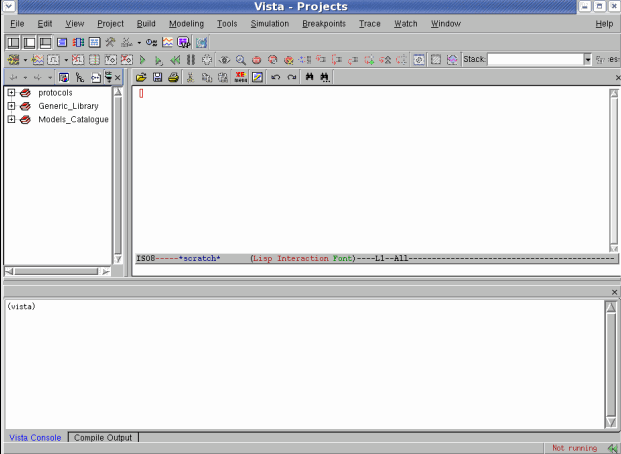 Vista - Projects
File Edit View Project Build Modeling Tools Simulation Breakpoints Trace Watch Window Help
Stack:
protocols
Generic_Library
Models_Catalogue
ISO8-----*scratch* (Lisp Interaction Font)----L1--All--------------------------------------------
(vista)
Vista Console Compile Output
Not running